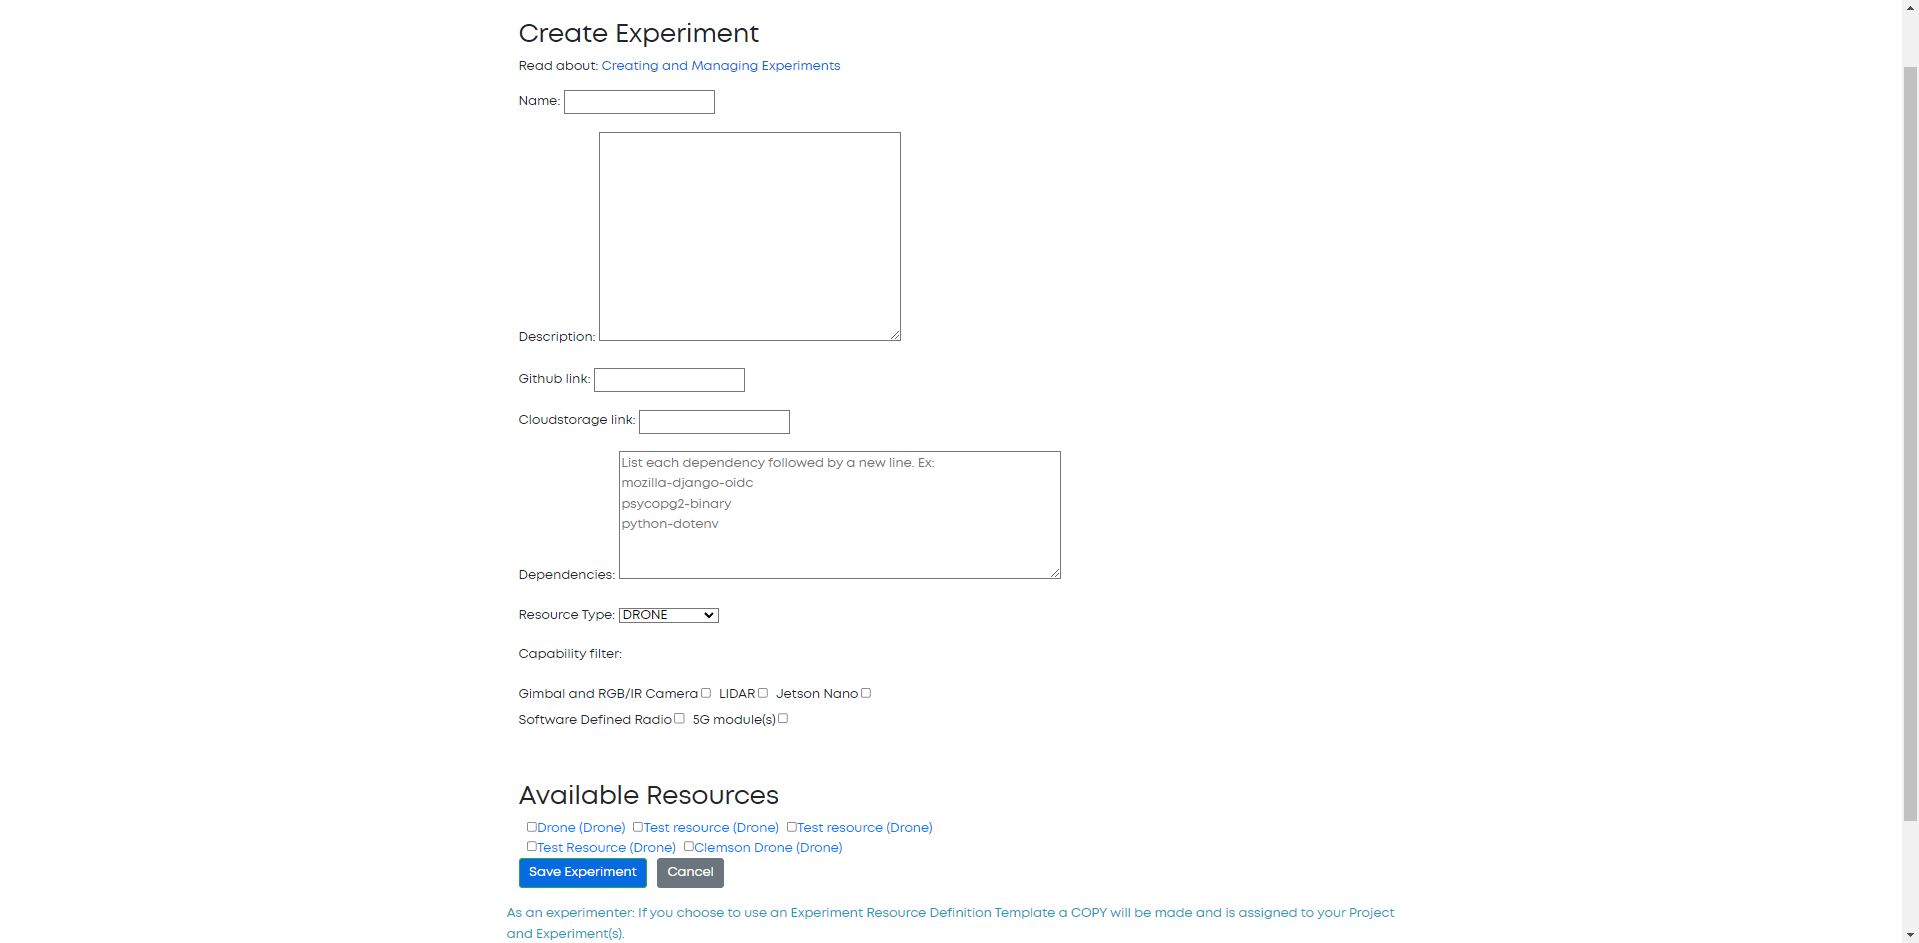 Create Experiment
Read about: Creating and Managing Experiments
Name:
Description:
Github link:
Cloudstorage link:
List each dependency followed by a new line. Ex:
mozilla-django-oidc
psycopg2-binary
python-dotenv
Dependencies:
Resource Type: DRONE
Capability filter:
Gimbal and RGB/IR Camera LIDAR Jetson Nano
Software Defined Radio 5G module(s)
Available Resources
Drone (Drone) Test resource (Drone) Test resource (Drone)
Test Resource (Drone) Clemson Drone (Drone)
Save Experiment Cancel
As an experimenter: If you choose to use an Experiment Resource Definition Template a COPY will be made and is assigned to your Project
and Experiment(s).